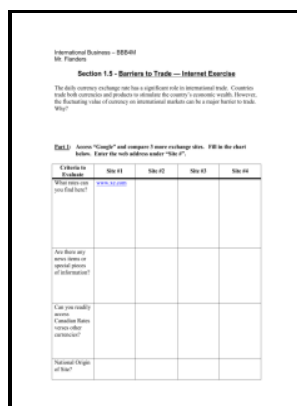 International Business – BBB4M
Mr. Flanders
Section 1.5 - Barriers to Trade — Internet Exercise
The daily currency exchange rate has a significant role in international trade. Countries
trade both currencies and products to stimulate the country's economic wealth. However,
the fluctuating value of currency on international markets can be a major barrier to trade.
Why?
Part 1: Access "Google" and compare 3 more exchange sites. Fill in the chart
below. Enter the web address under "Site #".
Criteria to Evaluate Site #1 Site #2 Site #3 Site #4
What rates can www.xe.com
you find here?
Are there any
news items or
special pieces
of information?
Can you readily
access
Canadian Rates
versus other
currencies?
National Origin
of Site?